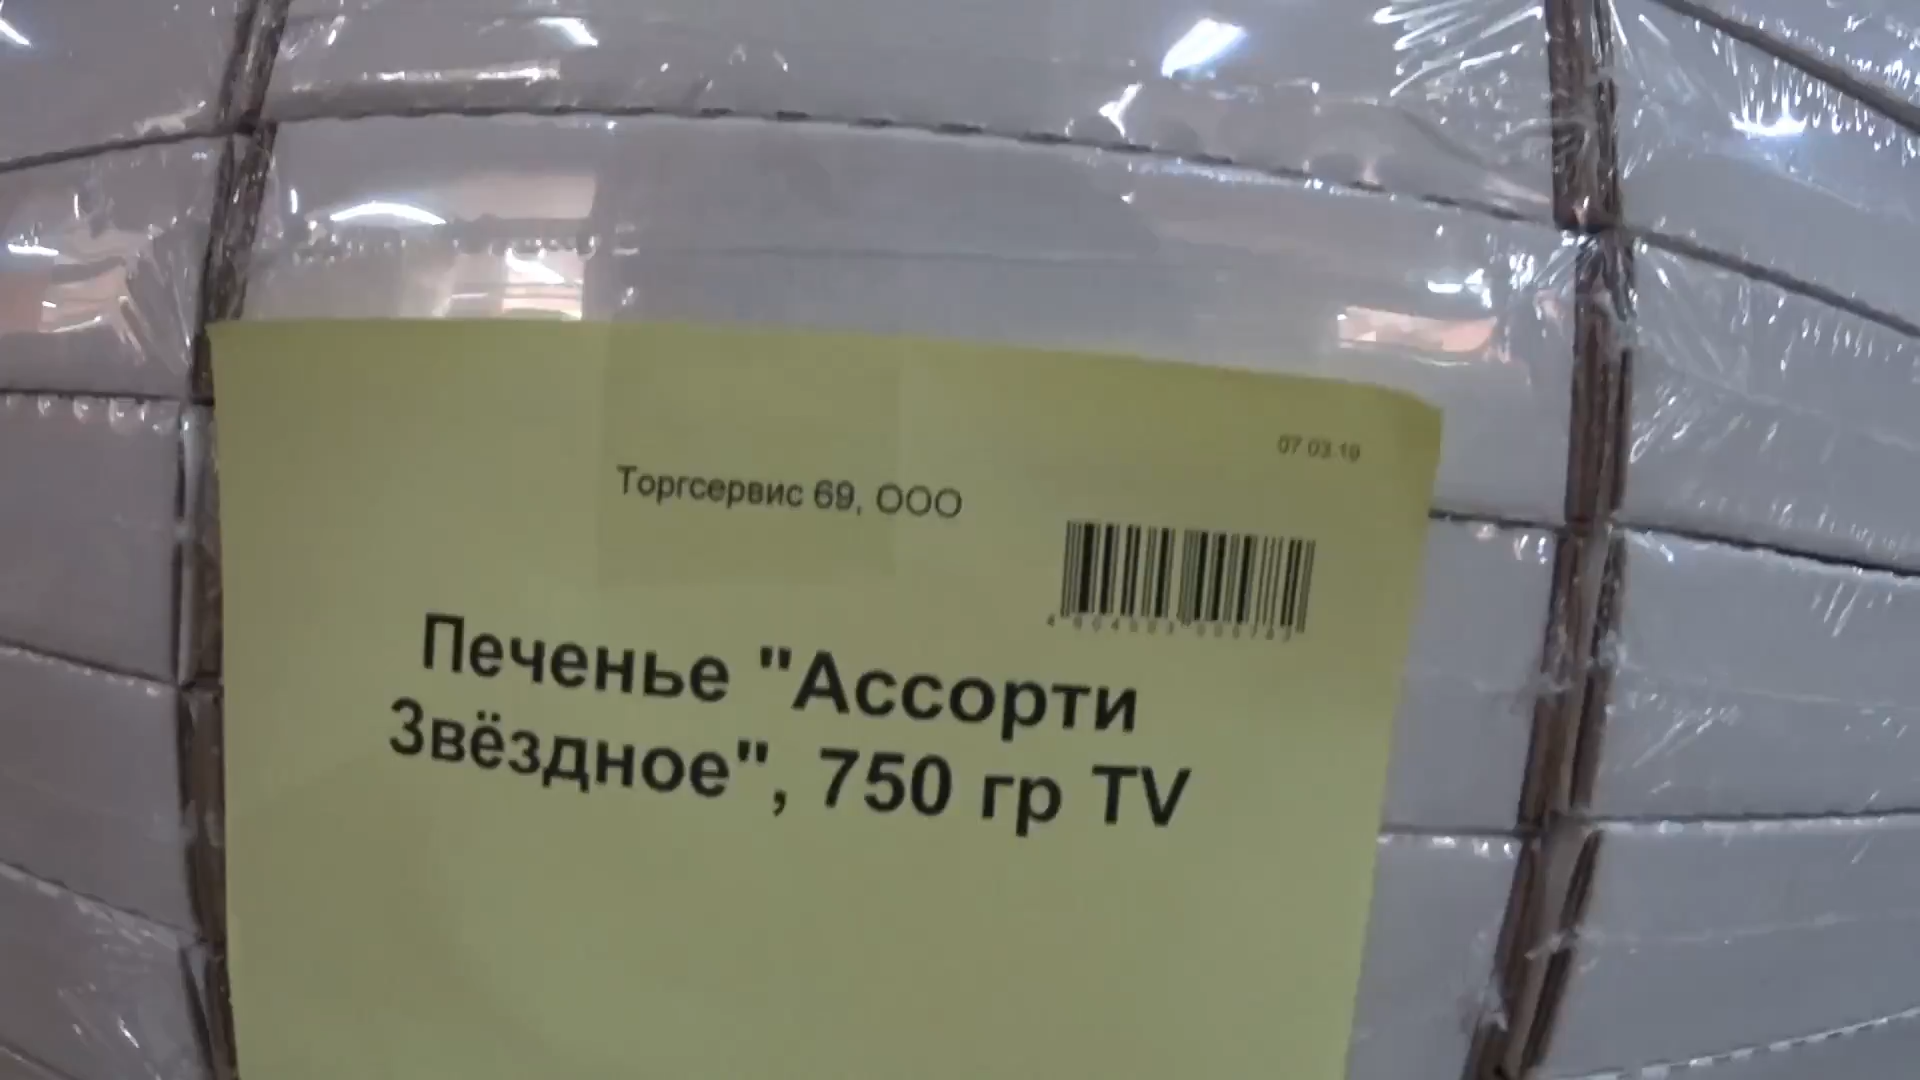 07.03.19
Торгсервис 69, ООО
Печенье "Ассорти
Звёздное", 750 гр TV